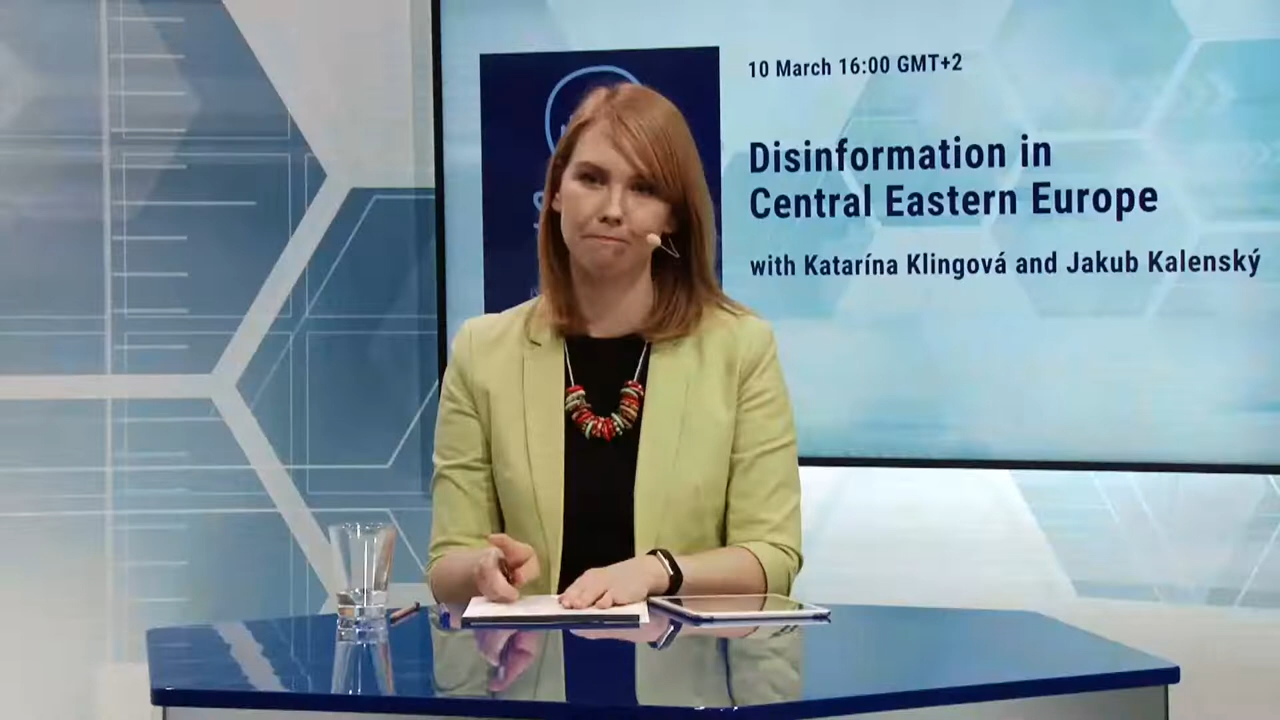 10 March 16:00 GMT+2
Disinformation in
Central Eastern Europe
with Katarína Klingová and Jakub Kalenský